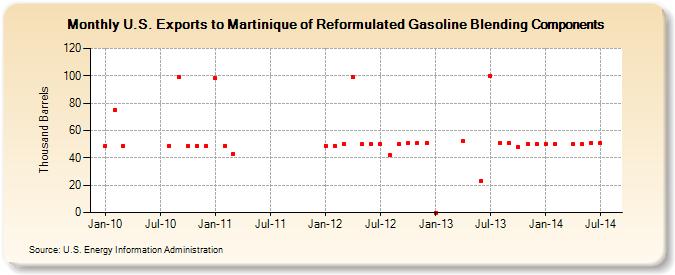 Monthly U.S. Exports to Martinique of Reformulated Gasoline Blending Components
Thousand Barrels
120
100
80
60
40
20
0
Jan-10 Jul-10 Jan-11 Jul-11 Jan-12 Jul-12 Jan-13 Jul-13 Jan-14 Jul-14
Source: U.S. Energy Information Administration